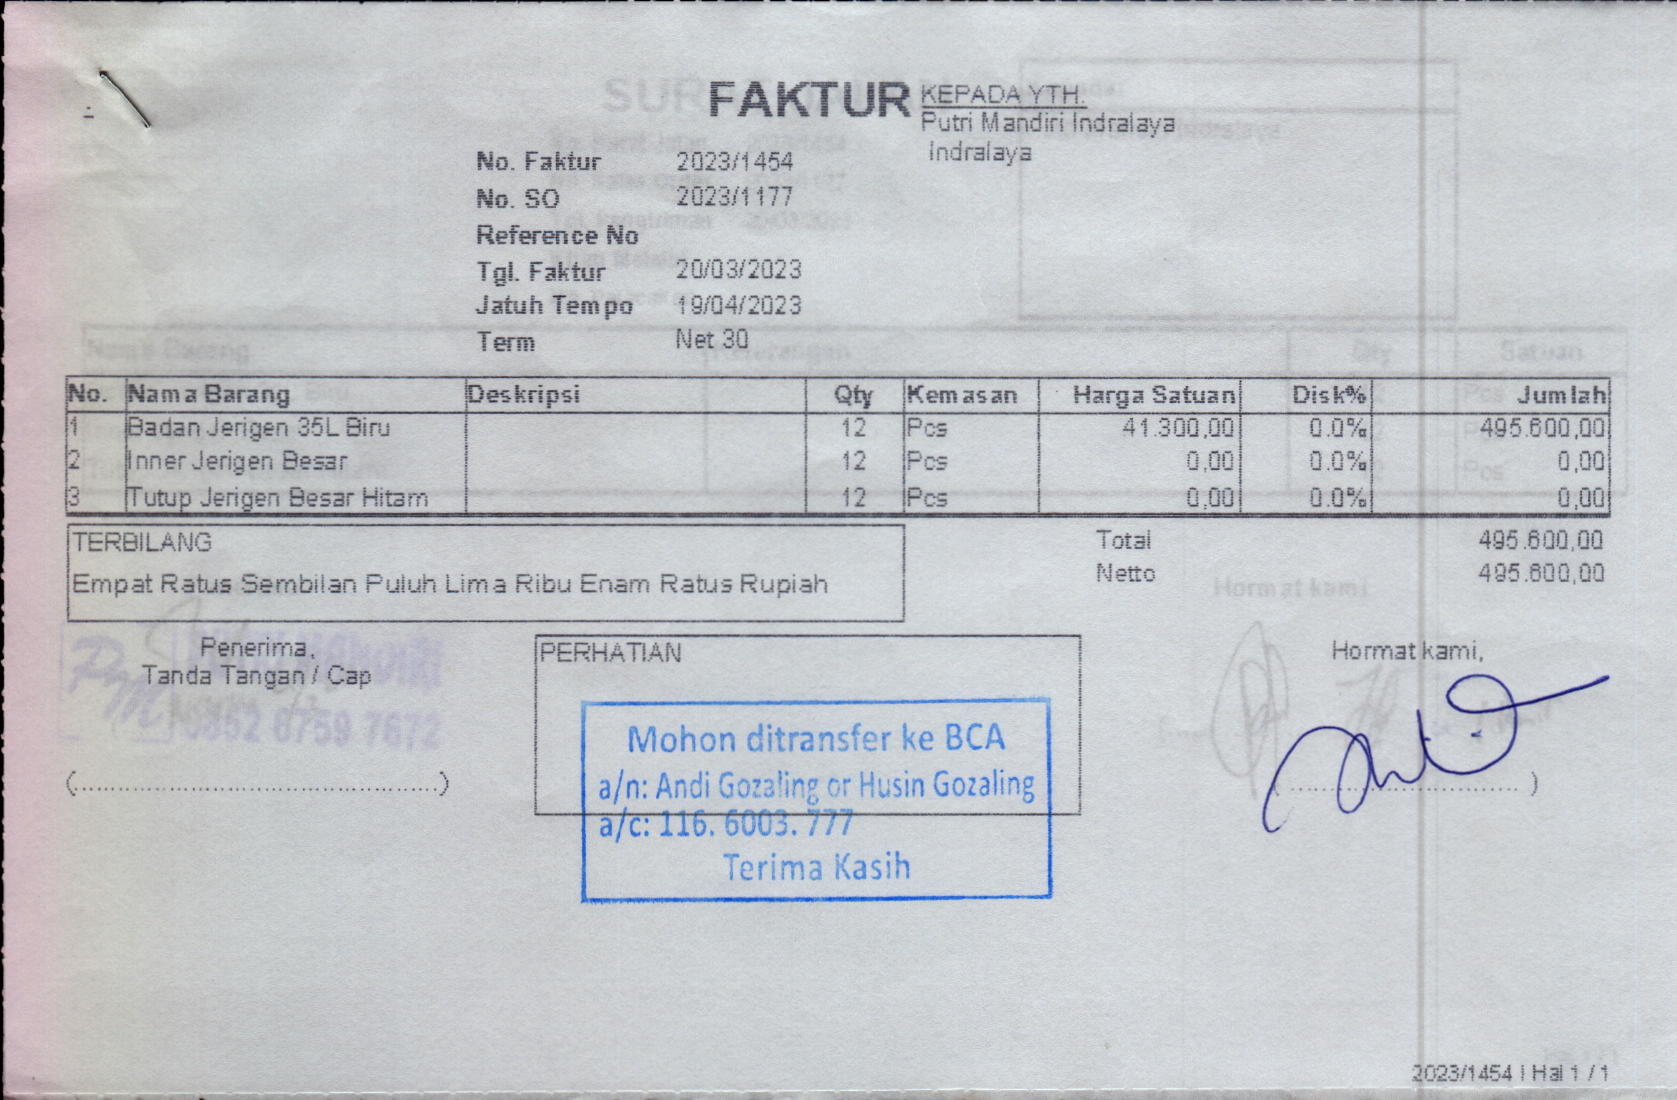 FAKTUR
KEPADA YTH.
Putri Mandiri Indralaya
Indralaya
No. Faktur 2023/1454
No. SO 2023/1177
Reference No
Tgl. Faktur 20/03/2023
Jatuh Tempo 19/04/2023
Term Net 30
No. Nama Barang Deskripsi Qty Kemasan Harga Satuan Disk% Jumlah
1 Badan Jerigen 35L Biru 12 Pcs 41.300,00 0.0% 495.600,00
2 Inner Jerigen Besar 12 Pcs 0,00 0.0% 0,00
3 Tutup Jerigen Besar Hitam 12 Pcs 0,00 0.0% 0,00
TERBILANG
Empat Ratus Sembilan Puluh Lima Ribu Enam Ratus Rupiah
Total 495.600,00
Netto 495.600,00
Penerima,
Tanda Tangan / Cap
PERHATIAN
Mohon ditransfer ke BCA
a/n: Andi Gozaling or Husin Gozaling
a/c: 116. 6003. 777
Terima Kasih
Hormat kami,
2023/1454 | Hal 1 / 1